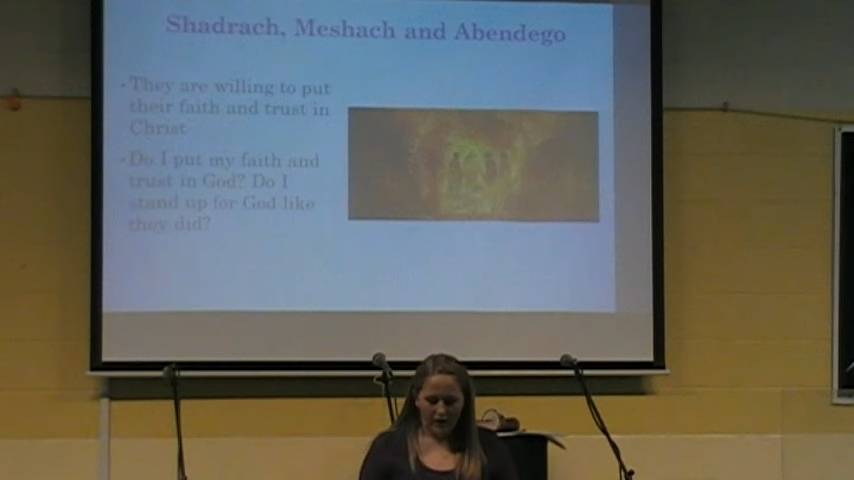 Shadrach, Meshach and Abendego
- They are willing to put
their faith and trust in
Christ
- Do I put my faith and
trust in God? Do I
stand up for God like
they did?